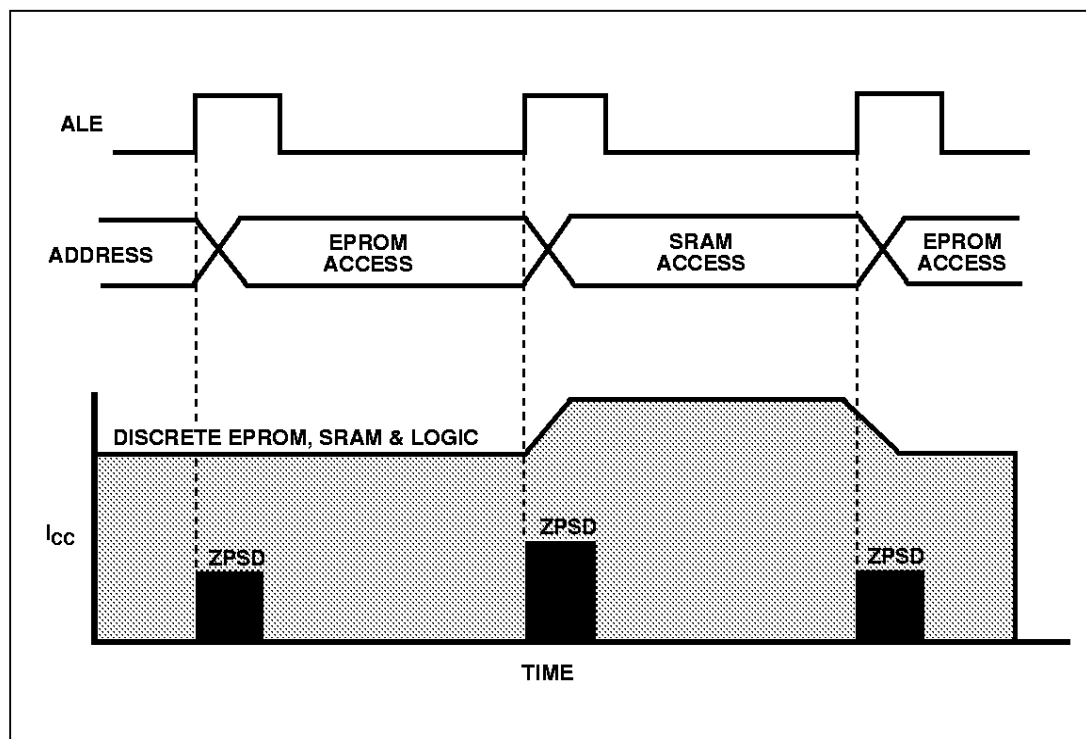 ALE
ADDRESS
EPROM
ACCESS
SRAM
ACCESS
EPROM
ACCESS
DISCRETE EPROM, SRAM & LOGIC
ICC
ZPSD
ZPSD
ZPSD
TIME